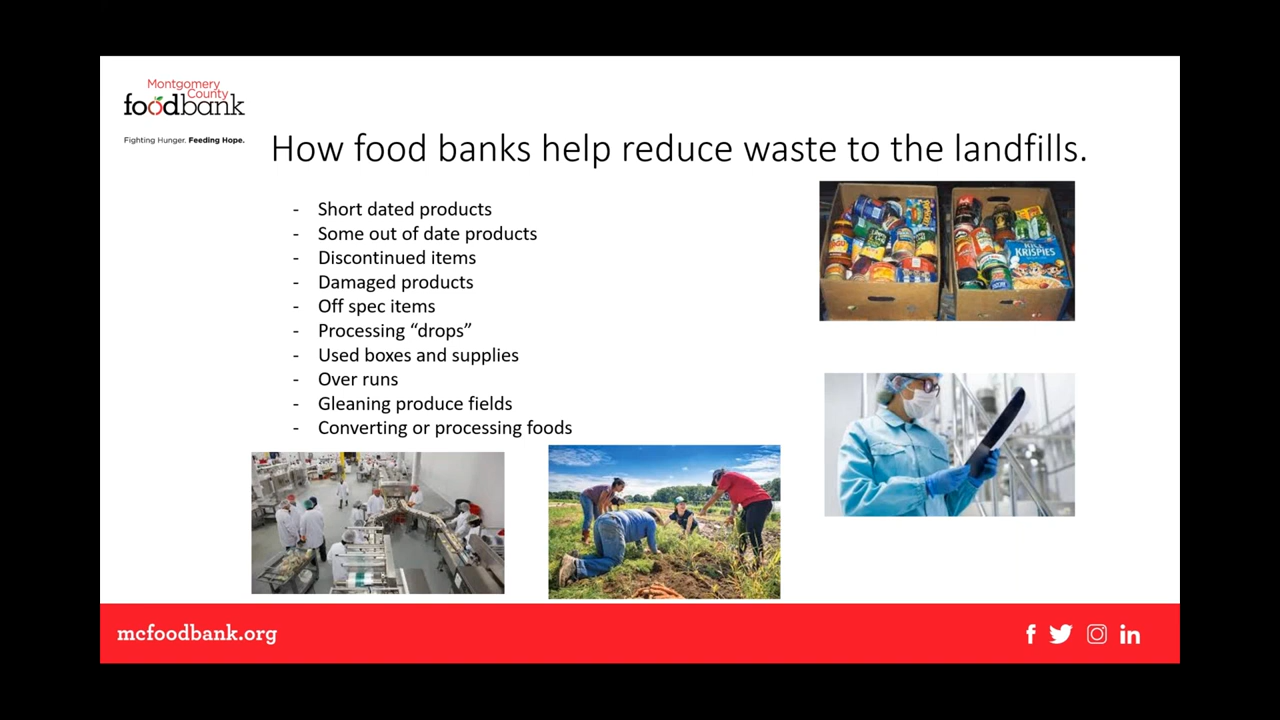 Montgomery
County
foodbank
Fighting Hunger. Feeding Hope.
How food banks help reduce waste to the landfills.
- Short dated products
- Some out of date products
- Discontinued items
- Damaged products
- Off spec items
- Processing “drops”
- Used boxes and supplies
- Over runs
- Gleaning produce fields
- Converting or processing foods
KRISPIES
mcfoodbank.org